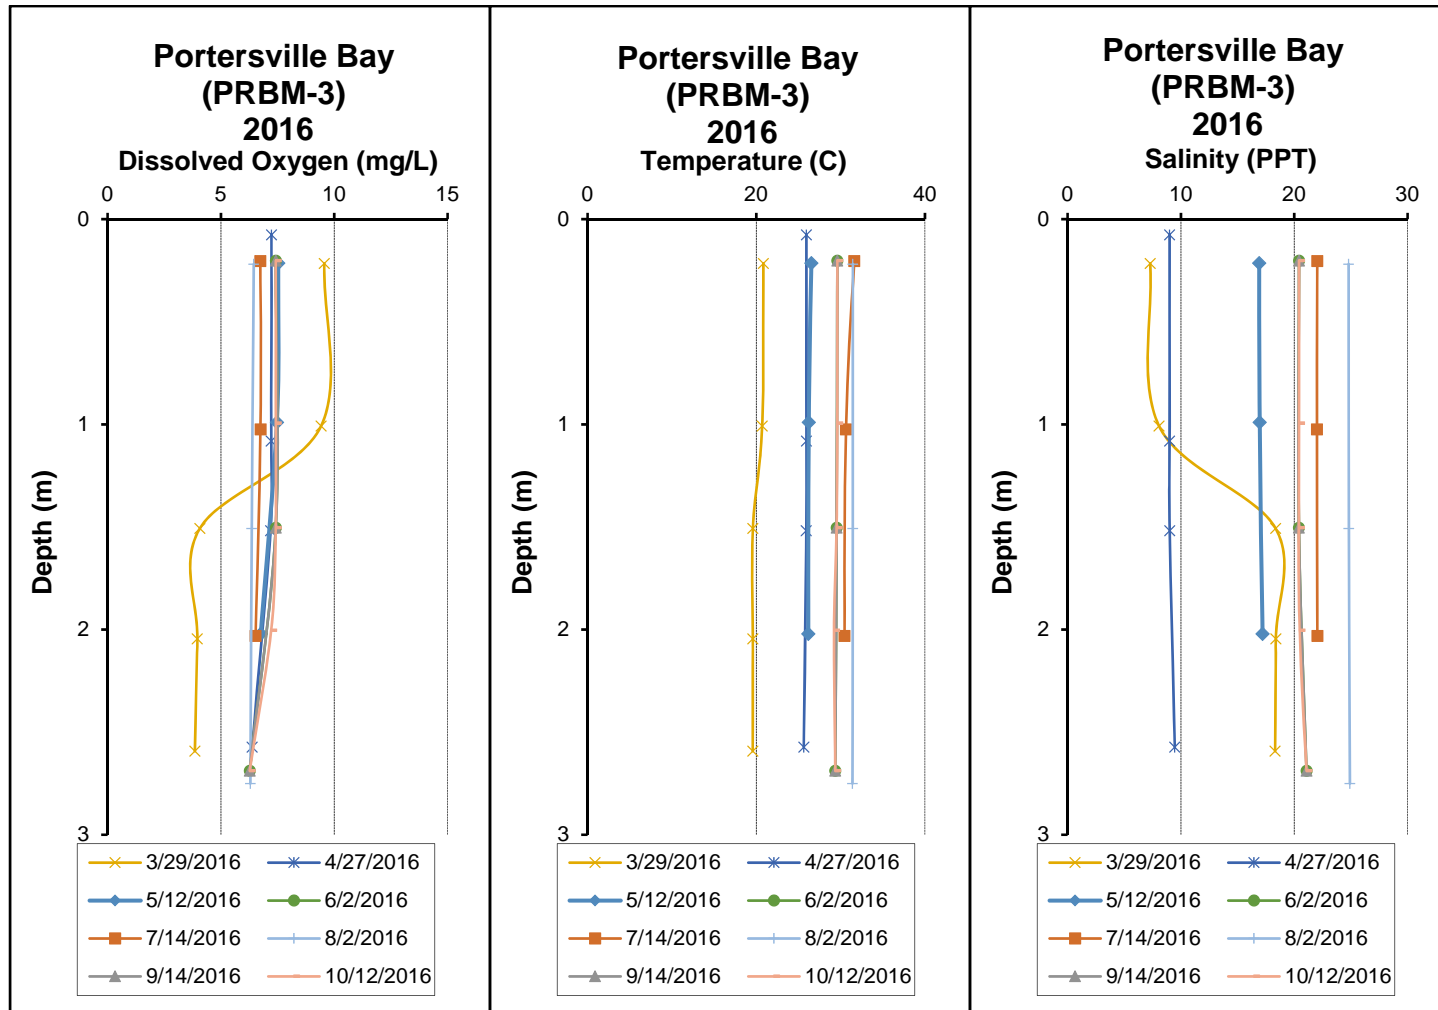 Portersville Bay
(PRBM-3)
2016
Dissolved Oxygen (mg/L)
0 5 10 15
0
1
2
3
Depth (m)
3/29/2016 4/27/2016
5/12/2016 6/2/2016
7/14/2016 8/2/2016
9/14/2016 10/12/2016
Portersville Bay
(PRBM-3)
2016
Temperature (C)
0 20 40
0
1
2
3
Depth (m)
3/29/2016 4/27/2016
5/12/2016 6/2/2016
7/14/2016 8/2/2016
9/14/2016 10/12/2016
Portersville Bay
(PRBM-3)
2016
Salinity (PPT)
0 10 20 30
0
1
2
3
Depth (m)
3/29/2016 4/27/2016
5/12/2016 6/2/2016
7/14/2016 8/2/2016
9/14/2016 10/12/2016